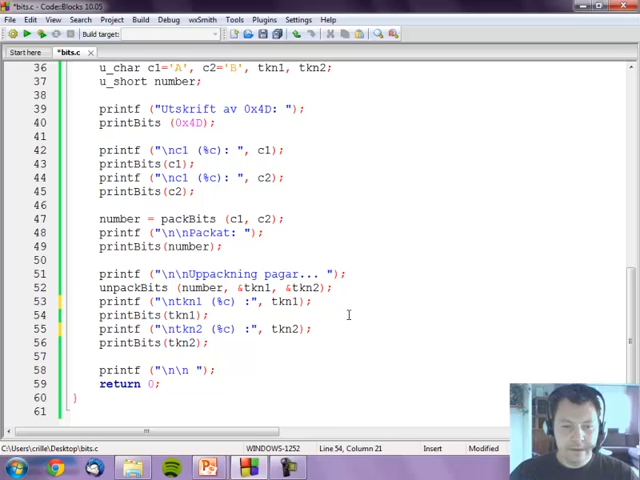 *bits.c - Code::Blocks 10.05
File Edit View Search Project Build Debug wxSmith Tools Plugins Settings Help
Build target:
Start here *bits.c
36 u_char c1='A', c2='B', tkn1, tkn2;
37 u_short number;
38
39 printf ("Utskrift av 0x4D: ");
40 printBits (0x4D);
41
42 printf ("\nc1 (%c): ", c1);
43 printBits(c1);
44 printf ("\nc1 (%c): ", c2);
45 printBits(c2);
46
47 number = packBits (c1, c2);
48 printf ("\n\nPackat: ");
49 printBits(number);
50
51 printf ("\n\nUppackning pagar... ");
52 unpackBits (number, &tkn1, &tkn2);
53 printf ("\ntkn1 (%c) :", tkn1);
54 printBits(tkn1);
55 printf ("\ntkn2 (%c) :", tkn2);
56 printBits(tkn2);
57
58 printf ("\n\n ");
59 return 0;
60 }
61
C:\Users\crille\Desktop\bits.c WINDOWS-1252 Line 54, Column 21 Insert Modified